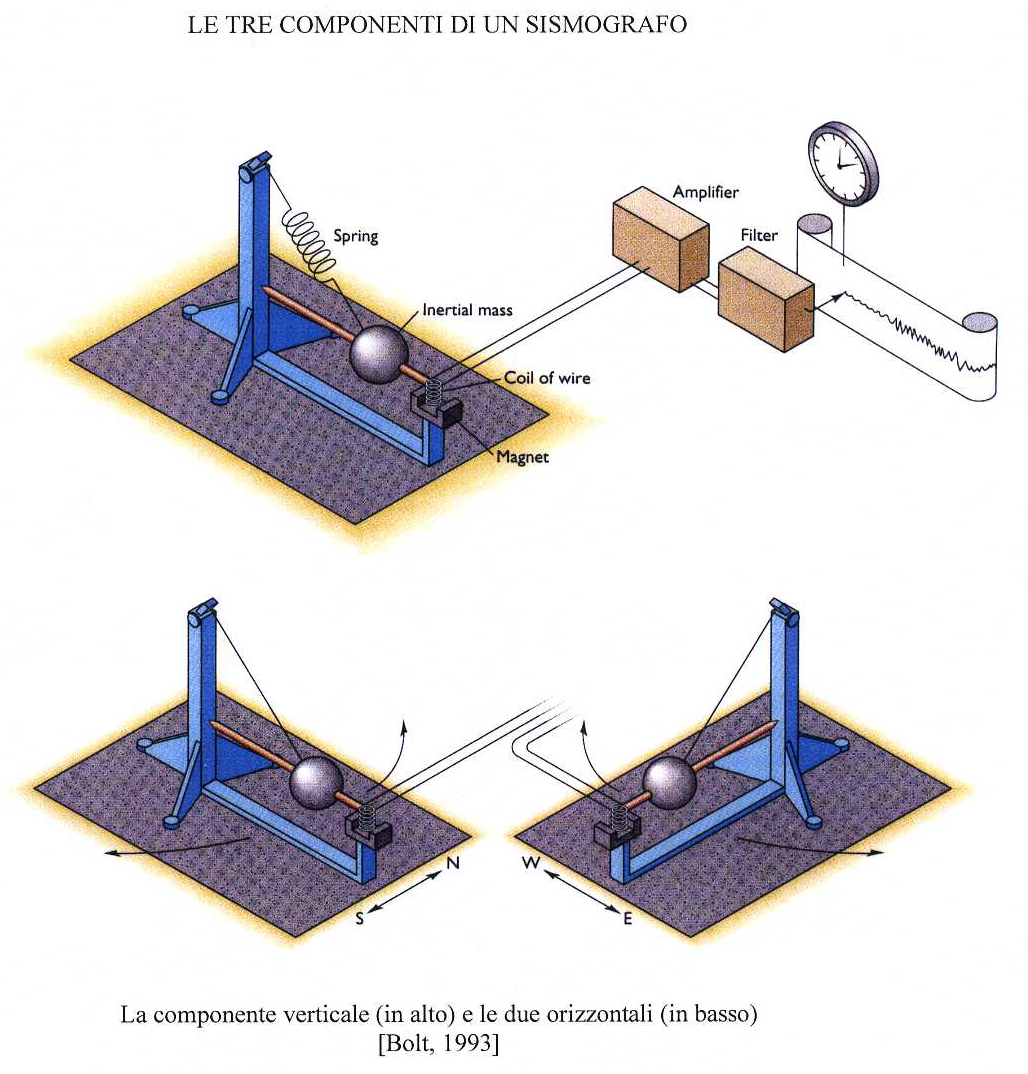 LE TRE COMPONENTI DI UN SISMOGRAFO
Amplifier
Filter
Spring
Inertial mass
Coil of wire
Magnet
N
S
W
E
La componente verticale (in alto) e le due orizzontali (in basso)
[Bolt, 1993]